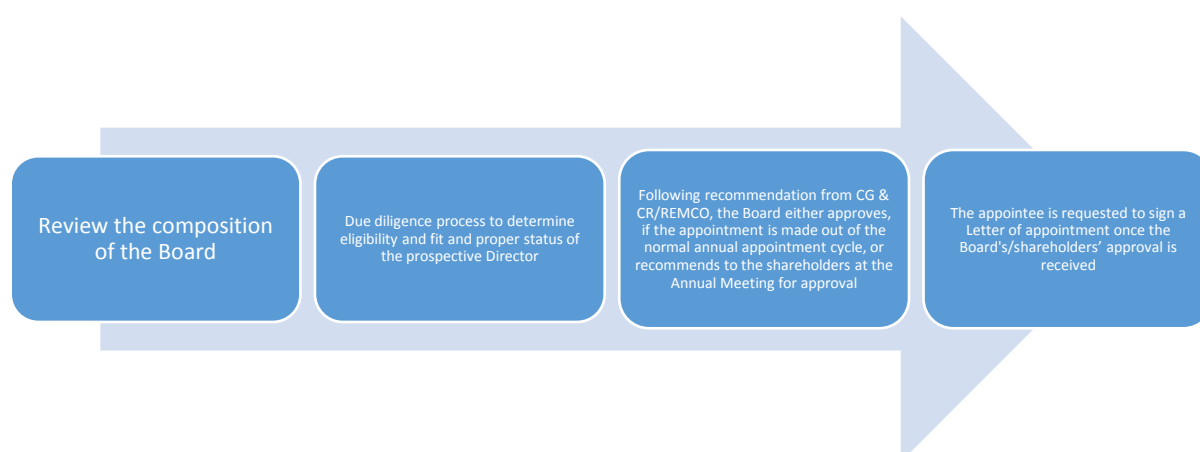 Review the composition
of the Board
Due diligence process to determine
eligibility and fit and proper status of
the prospective Director
Following recommendation from CG &
CR/REMCO, the Board either approves,
if the appointment is made out of the
normal annual appointment cycle, or
recommends to the shareholders at the
Annual Meeting for approval
The appointee is requested to sign a
Letter of appointment once the
Board's/shareholders’ approval is
received